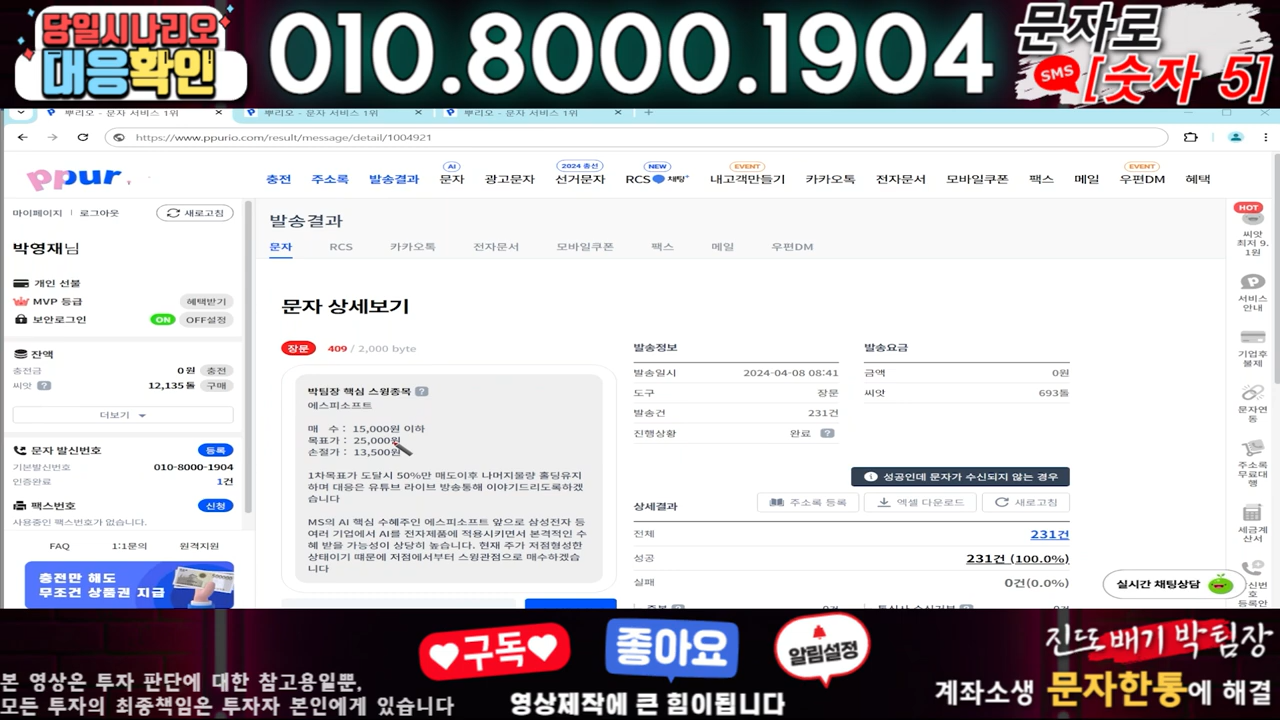 당일시나리오
대응확인
010.8000.1904
문자로
SMS [숫자 5]
뿌리오 - 문자 서비스 1위
뿌리오 - 문자 서비스 1위
뿌리오 - 문자 서비스 1위
https://www.ppurio.com/result/message/detail/1004921
ppur
충전 주소록 발송결과 AI 문자 광고문자 2024 총선 선거문자 NEW RCS 채팅+ EVENT 내고객만들기 카카오톡 전자문서 모바일쿠폰 팩스 메일 EVENT 우편DM 혜택
마이페이지 | 로그아웃 새로고침
박영재님
개인 선불
MVP 등급 혜택받기
보안로그인 ON OFF설정
잔액
충전금 0원 충전
씨앗 ? 12,135톨 구매
더보기
문자 발신번호 등록
기본발신번호 010-8000-1904
인증완료 1건
팩스번호 신청
사용중인 팩스번호가 없습니다.
FAQ 1:1문의 원격지원
충전만 해도
무조건 상품권 지급
발송결과
문자 RCS 카카오톡 전자문서 모바일쿠폰 팩스 메일 우편DM
문자 상세보기
장문 409 / 2,000 byte
박팀장 핵심 스윙종목 ?
에스피소프트
매 수 : 15,000원 이하
목표가 : 25,000원
손절가 : 13,500원
1차목표가 도달시 50%만 매도이후 나머지물량 홀딩유지
하며 대응은 유튜브 라이브 방송통해 이야기드리도록하겠
습니다
MS의 AI 핵심 수혜주인 에스피소프트 앞으로 삼성전자 등
여러 기업에서 AI를 전자제품에 적용시키면서 본격적인 수
혜 받을 가능성이 상당히 높습니다. 현재 주가 저점형성한
상태이기 때문에 저점에서부터 스윙관점으로 매수하겠습
니다
발송정보
발송일시 2024-04-08 08:41
도구 장문
발송건 231건
진행상황 완료 ?
발송요금
금액 0원
씨앗 693톨
성공인데 문자가 수신되지 않는 경우
상세결과 주소록 등록 엑셀 다운로드 새로고침
전체 231건
성공 231건 (100.0%)
실패 0건(0.0%)
HOT
씨앗
최저 9.
1원
서비스
안내
기업후
불제
문자연
동
주소록
무료대
행
세금계
산서
발신번
호
등록안
실시간 채팅상담
본 영상은 투자 판단에 대한 참고용일뿐,
모든 투자의 최종책임은 투자자 본인에게 있습니다
구독
좋아요
알림설정
영상제작에 큰 힘이됩니다
진또배기 박팀장
계좌소생 문자한통에 해결